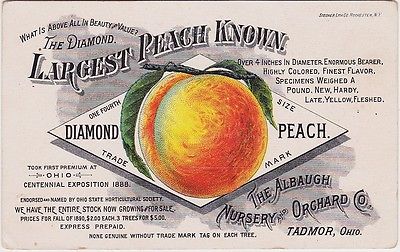 Stecher Lith Co Rochester, N.Y.
What Is Above All In Beauty and Value?
The Diamond.
Largest Peach Known
Over 4 Inches in Diameter. Enormous Bearer,
Highly Colored, Finest Flavor.
Specimens Weighed A
Pound. New, Hardy,
Late, Yellow, Fleshed.
One Fourth Size
Diamond Peach.
Trade Mark
Took First Premium at
Ohio
Centennial Exposition 1888.
Endorsed and Named by Ohio State Horticultural Society.
We have the entire stock now growing for sale.
Prices for Fall of 1890, $2.00 each. 3 trees for $5.00.
Express Prepaid.
None genuine without trade mark tag on each tree.
The Albaugh
Nursery and Orchard Co.
Tadmor, Ohio.